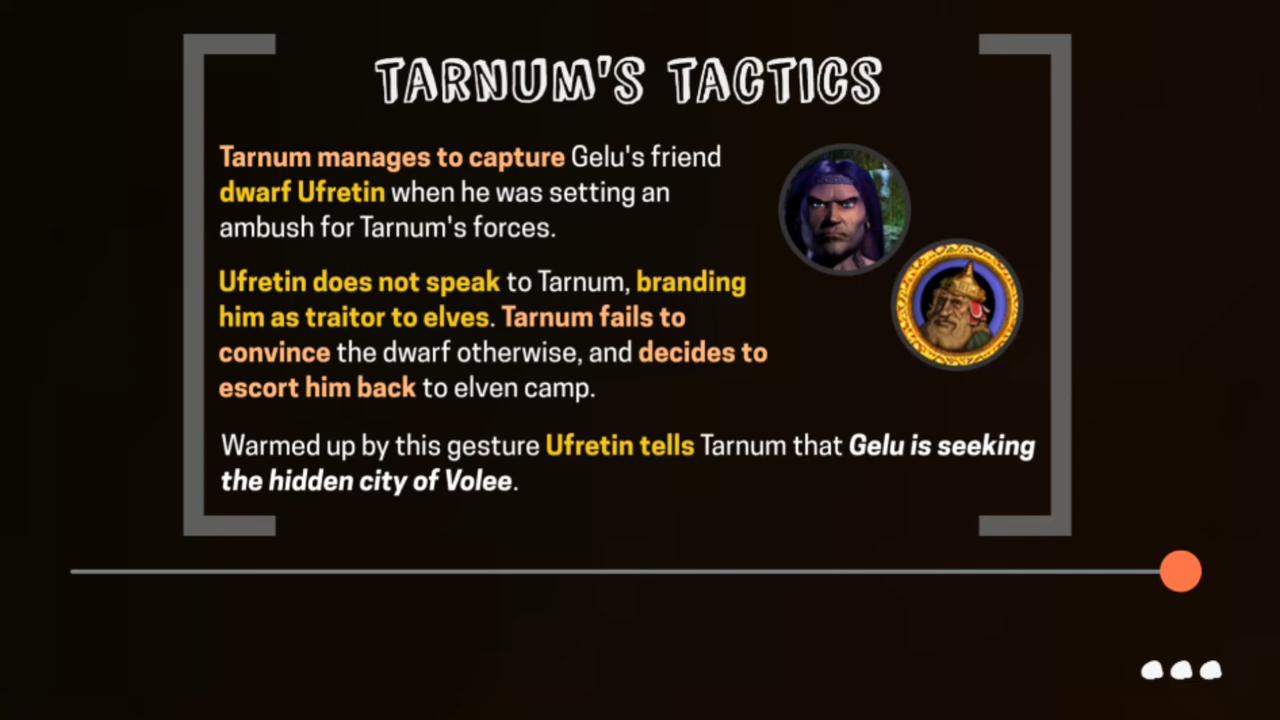 TARNUM'S TACTICS
Tarnum manages to capture Gelu's friend
dwarf Ufretin when he was setting an
ambush for Tarnum's forces.
Ufretin does not speak to Tarnum, branding
him as traitor to elves. Tarnum fails to
convince the dwarf otherwise, and decides to
escort him back to elven camp.
Warmed up by this gesture Ufretin tells Tarnum that Gelu is seeking
the hidden city of Volee.